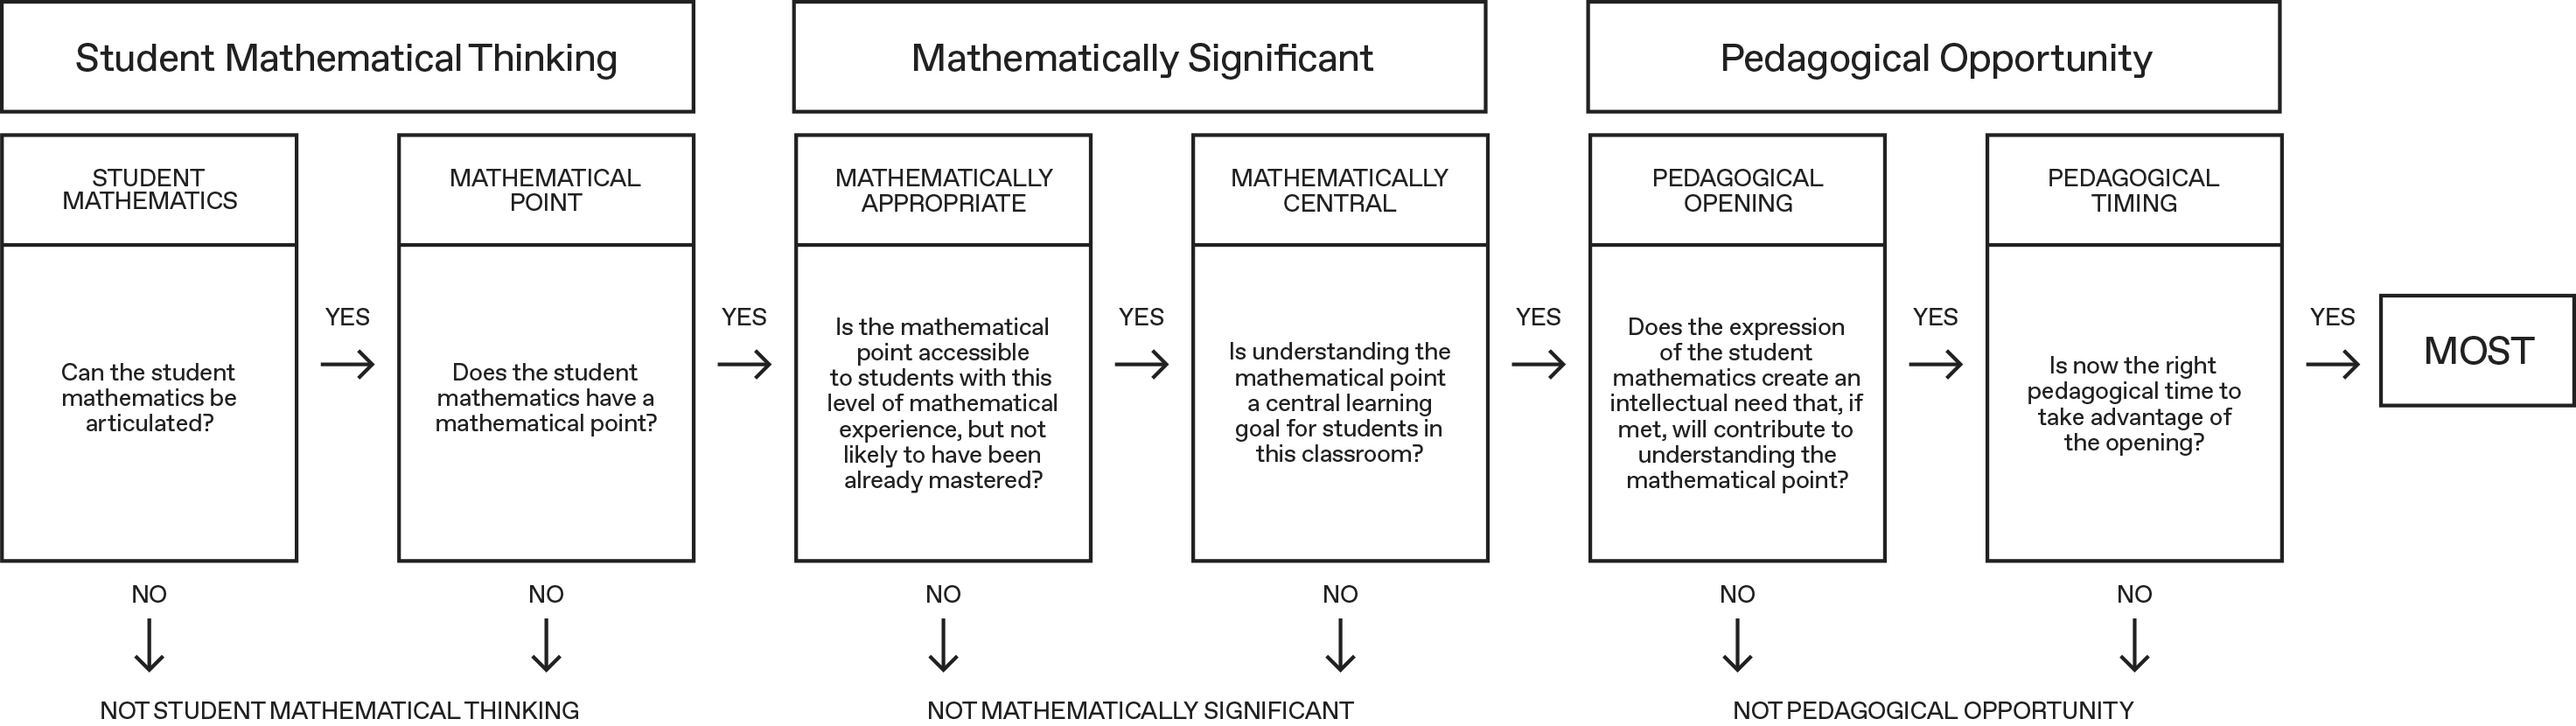 Student Mathematical Thinking
Mathematically Significant
Pedagogical Opportunity
STUDENT
MATHEMATICS
Can the student
mathematics be
articulated?
YES
MATHEMATICAL
POINT
Does the student
mathematics have a
mathematical point?
YES
MATHEMATICALLY
APPROPRIATE
Is the mathematical
point accessible
to students with this
level of mathematical
experience, but not
likely to have been
already mastered?
YES
MATHEMATICALLY
CENTRAL
Is understanding the
mathematical point
a central learning
goal for students in
this classroom?
YES
PEDAGOGICAL
OPENING
Does the expression
of the student
mathematics create an
intellectual need that, if
met, will contribute to
understanding the
mathematical point?
YES
PEDAGOGICAL
TIMING
Is now the right
pedagogical time to
take advantage of
the opening?
YES
MOST
NO
NO
NO
NO
NO
NO
NOT STUDENT MATHEMATICAL THINKING
NOT MATHEMATICALLY SIGNIFICANT
NOT PEDAGOGICAL OPPORTUNITY